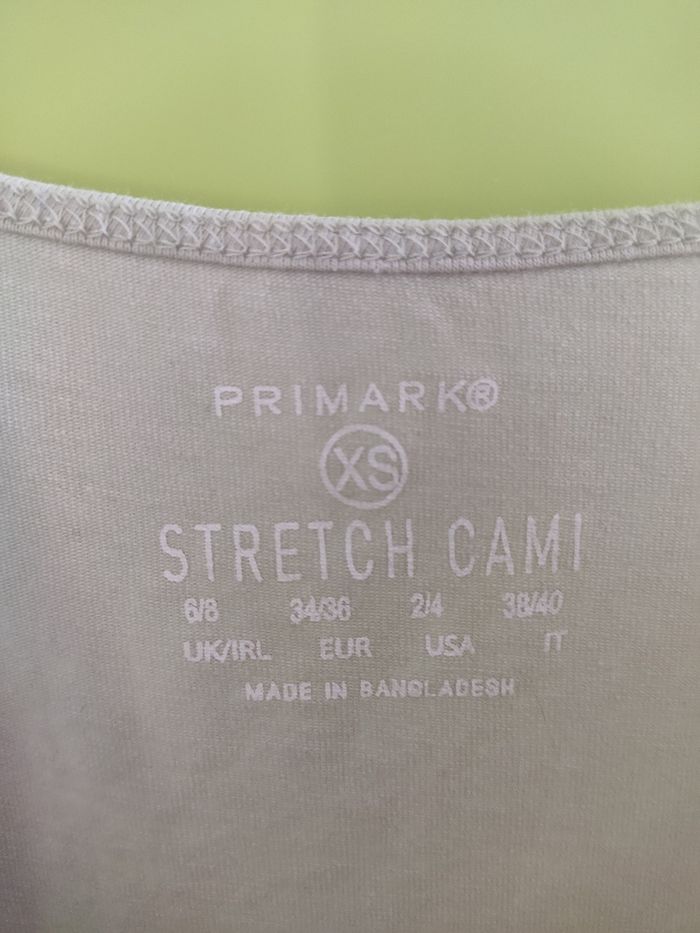 PRIMARK®
XS
STRETCH CAMI
6/8 34/36 2/4 38/40
UK/IRL EUR USA IT
MADE IN BANGLADESH